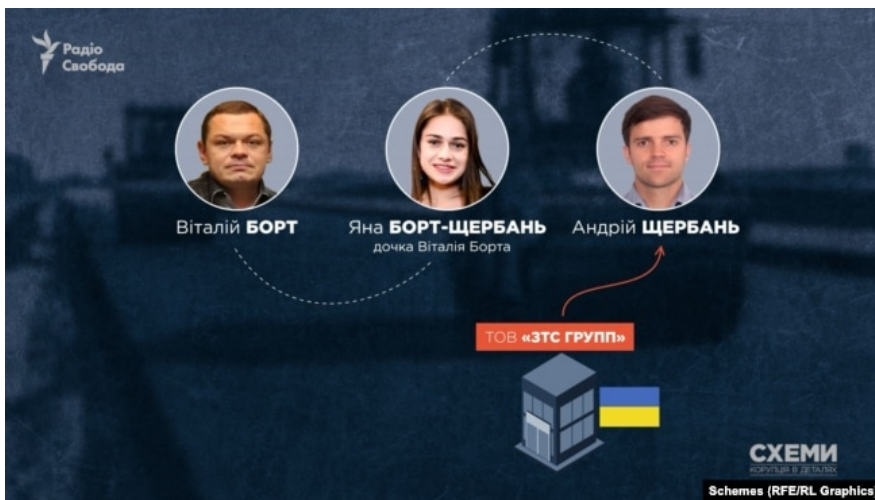 Радіо
Свобода
Віталій БОРТ
Яна БОРТ-ЩЕРБАНЬ
дочка Віталія Борта
Андрій ЩЕРБАНЬ
ТОВ «ЗТС ГРУПП»
СХЕМИ
КОРУПЦІЯ В ДЕТАЛЯХ
Schemes (RFE/RL Graphics)